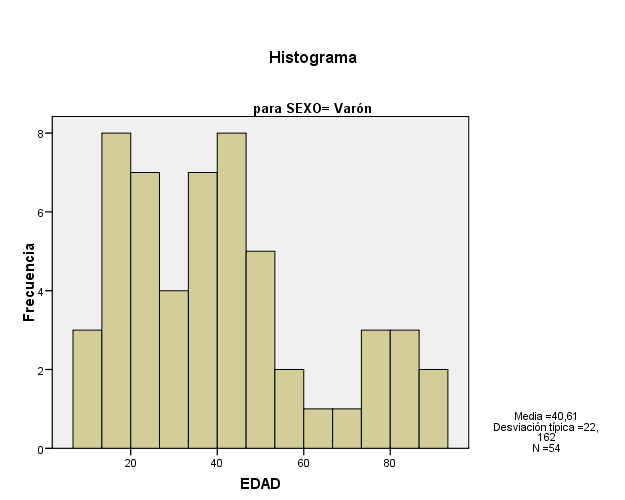 Histograma
para SEXO= Varón
Frecuencia
8
6
4
2
0
20 40 60 80
EDAD
Media =40,61
Desviación típica =22,
162
N =54